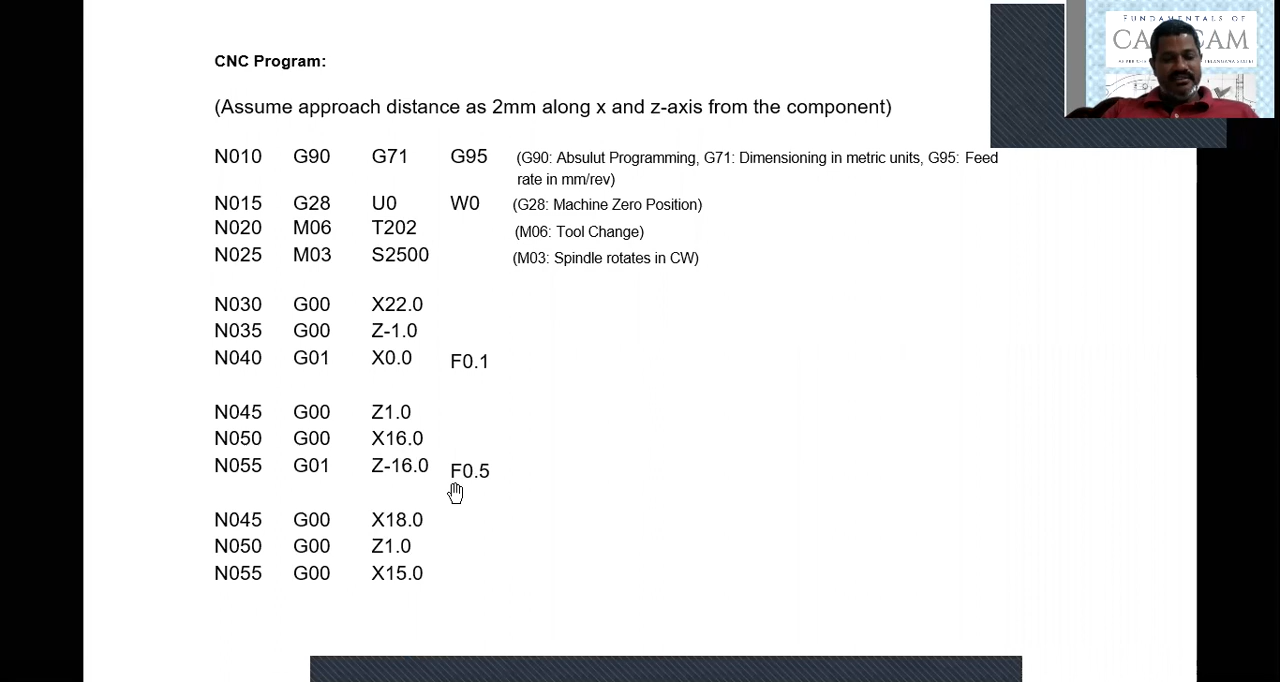 FUNDAMENTALS OF
CAD/CAM
CNC Program:
(Assume approach distance as 2mm along x and z-axis from the component)
N010 G90 G71 G95 (G90: Absulut Programming, G71: Dimensioning in metric units, G95: Feed
rate in mm/rev)
N015 G28 U0 W0 (G28: Machine Zero Position)
N020 M06 T202 (M06: Tool Change)
N025 M03 S2500 (M03: Spindle rotates in CW)
N030 G00 X22.0
N035 G00 Z-1.0
N040 G01 X0.0 F0.1
N045 G00 Z1.0
N050 G00 X16.0
N055 G01 Z-16.0 F0.5
N045 G00 X18.0
N050 G00 Z1.0
N055 G00 X15.0